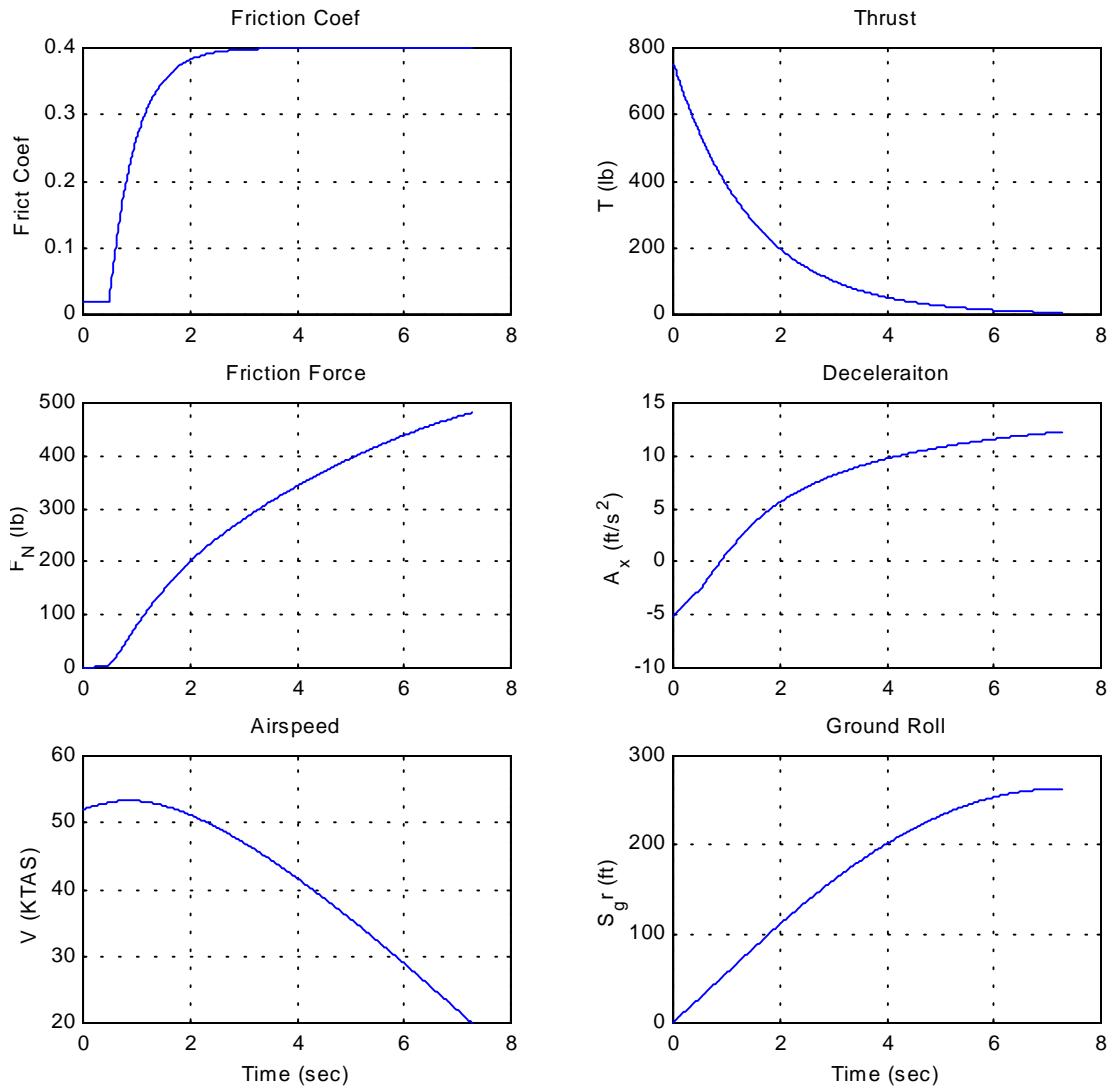 Friction Coef
Frict Coef
0.4
0.3
0.2
0.1
0
0 2 4 6 8
Thrust
T (lb)
800
600
400
200
0
0 2 4 6 8
Friction Force
F_N (lb)
500
400
300
200
100
0
0 2 4 6 8
Deceleraiton
A_x (ft/s^2)
15
10
5
0
-5
-10
0 2 4 6 8
Airspeed
V (KTAS)
60
50
40
30
20
0 2 4 6 8
Time (sec)
Ground Roll
S_gr (ft)
300
200
100
0
0 2 4 6 8
Time (sec)